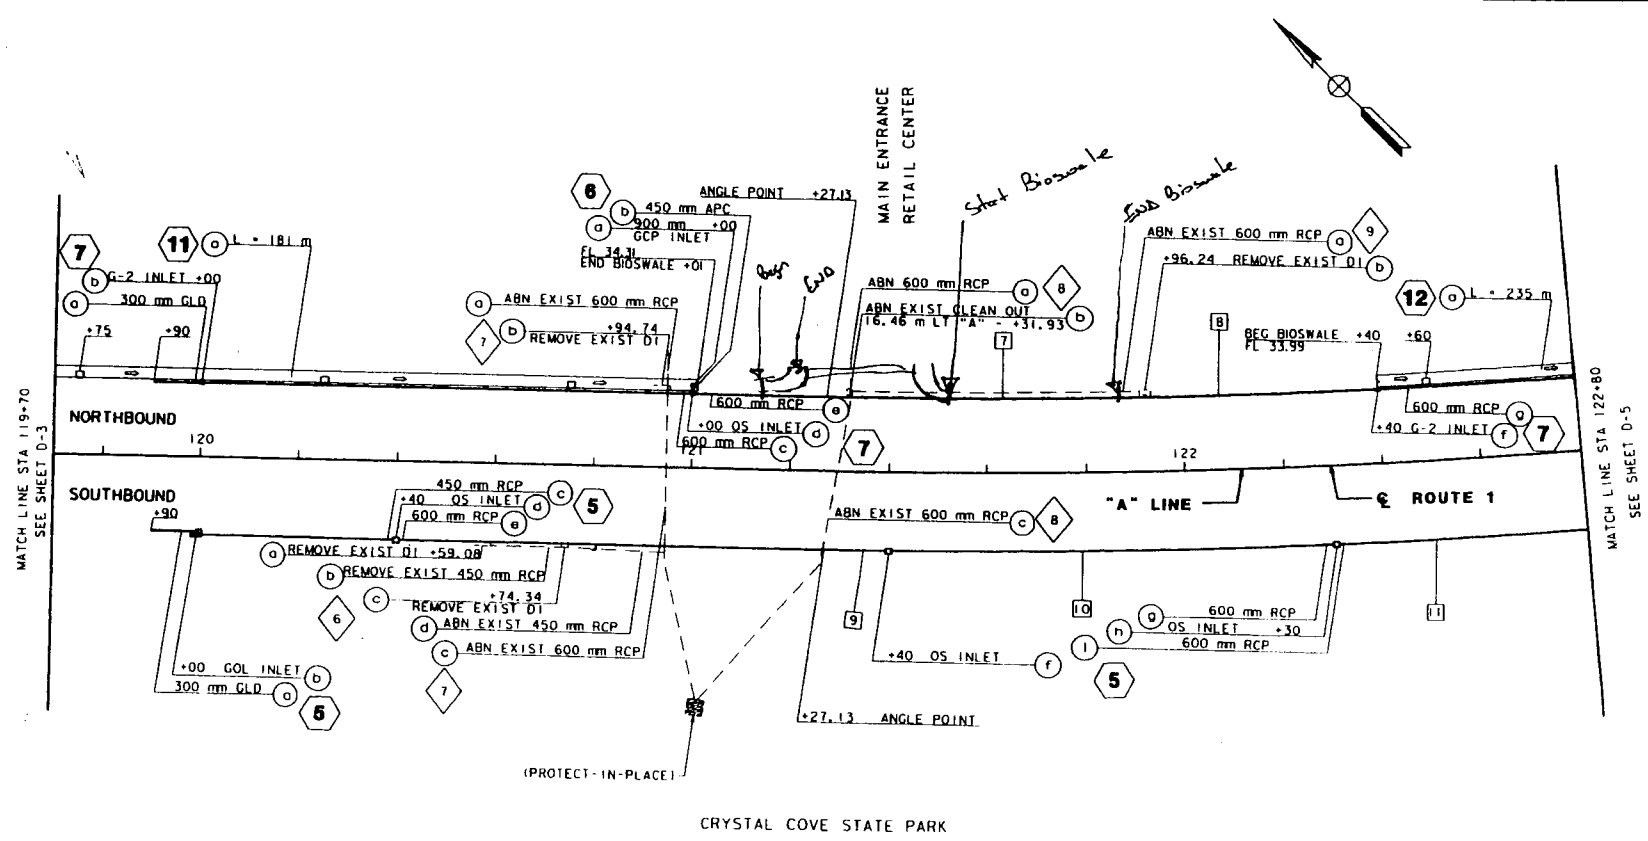 MAIN ENTRANCE
RETAIL CENTER
Start Bioswale
END Bioswale
6
ANGLE POINT +27.13
b 450 mm APC
a 900 mm +00
GCP INLET
FL 34.31
END BIOSWALE +01
Begin
END
ABN EXIST 600 mm RCP a
9
+96.24 REMOVE EXIST DI b
7
11 a L = 181 m
b G-2 INLET +00
a 300 mm GLD
+75
+90
a ABN EXIST 600 mm RCP
7
b +94.74
REMOVE EXIST DI
ABN 600 mm RCP a
8
ABN EXIST CLEAN OUT
16.46 m LT "A" - +31.93 b
7
8
12 a L = 235 m
BEG BIOSWALE +40
FL 33.99
+60
600 mm RCP e
+00 OS INLET d
600 mm RCP c
7
600 mm RCP g
+40 G-2 INLET f
7
MATCH LINE STA 119+70
SEE SHEET D-3
NORTHBOUND
120
121
122
SOUTHBOUND
+90
"A" LINE
℄ ROUTE 1
MATCH LINE STA 122+80
SEE SHEET D-5
450 mm RCP c
+40 OS INLET d
600 mm RCP e
5
ABN EXIST 600 mm RCP c
8
a REMOVE EXIST DI +59.08
b REMOVE EXIST 450 mm RCP
c +74.34
REMOVE EXIST DI
6
d ABN EXIST 450 mm RCP
c ABN EXIST 600 mm RCP
7
+00 GOL INLET b
300 mm GLD a
5
9
10
11
+40 OS INLET f
g 600 mm RCP
h OS INLET +30
i 600 mm RCP
5
+27.13 ANGLE POINT
(PROTECT-IN-PLACE)
CRYSTAL COVE STATE PARK